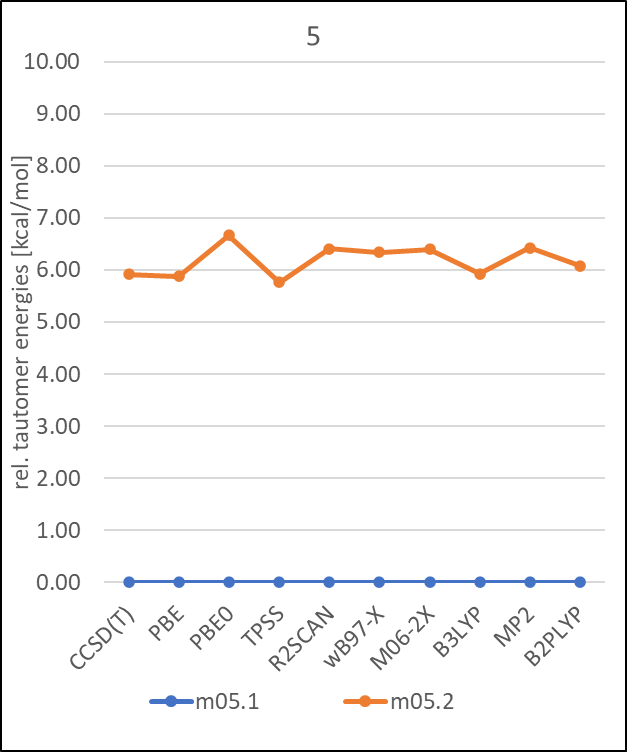 5
10.00
9.00
8.00
7.00
6.00
5.00
4.00
3.00
2.00
1.00
0.00
rel. tautomer energies [kcal/mol]
CCSD(T)
PBE
PBE0
TPSS
R2SCAN
wB97-X
M06-2X
B3LYP
MP2
B2PLYP
m05.1
m05.2